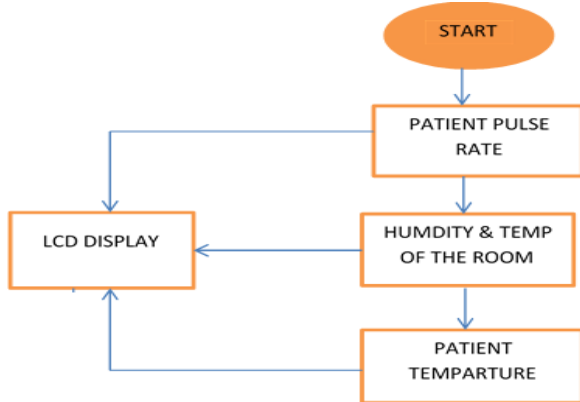 START
PATIENT PULSE
RATE
LCD DISPLAY
HUMDITY & TEMP
OF THE ROOM
PATIENT
TEMPARTURE